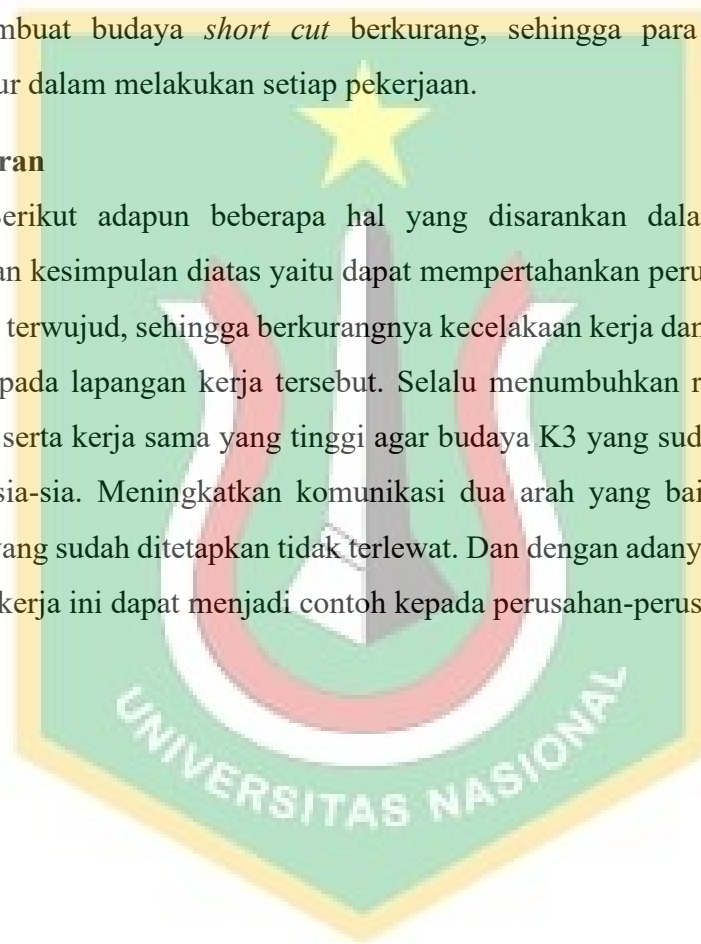 mbuat budaya short cut berkurang, sehingga para
ur dalam melakukan setiap pekerjaan.
ran
Berikut adapun beberapa hal yang disarankan dala
an kesimpulan diatas yaitu dapat mempertahankan peru
terwujud, sehingga berkurangnya kecelakaan kerja dan
pada lapangan kerja tersebut. Selalu menumbuhkan r
serta kerja sama yang tinggi agar budaya K3 yang sud
sia-sia. Meningkatkan komunikasi dua arah yang bai
yang sudah ditetapkan tidak terlewat. Dan dengan adany
kerja ini dapat menjadi contoh kepada perusahan-perus
UNIVERSITAS NASIONAL